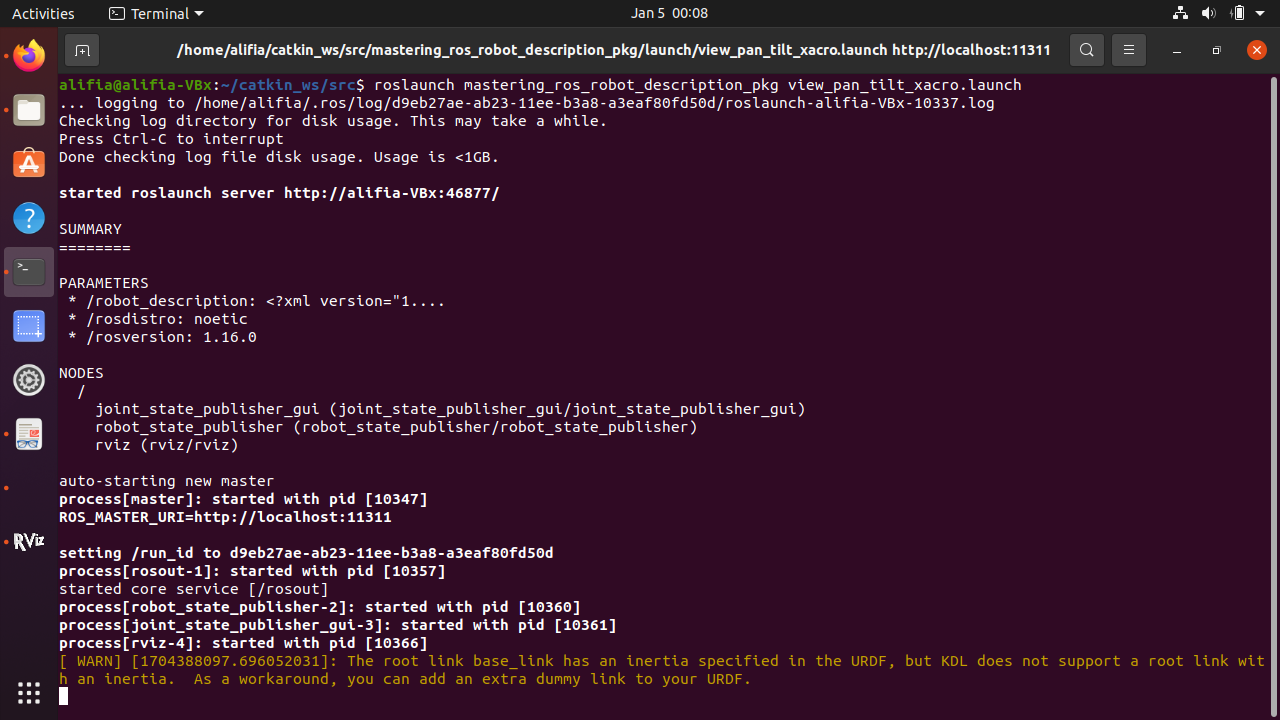 Activities
Terminal
Jan 5 00:08
/home/alifia/catkin_ws/src/mastering_ros_robot_description_pkg/launch/view_pan_tilt_xacro.launch http://localhost:11311
alifia@alifia-VBx:~/catkin_ws/src$ roslaunch mastering_ros_robot_description_pkg view_pan_tilt_xacro.launch
... logging to /home/alifia/.ros/log/d9eb27ae-ab23-11ee-b3a8-a3eaf80fd50d/roslaunch-alifia-VBx-10337.log
Checking log directory for disk usage. This may take a while.
Press Ctrl-C to interrupt
Done checking log file disk usage. Usage is <1GB.
started roslaunch server http://alifia-VBx:46877/
SUMMARY
========
PARAMETERS
 * /robot_description: <?xml version="1....
 * /rosdistro: noetic
 * /rosversion: 1.16.0
NODES
  /
    joint_state_publisher_gui (joint_state_publisher_gui/joint_state_publisher_gui)
    robot_state_publisher (robot_state_publisher/robot_state_publisher)
    rviz (rviz/rviz)
auto-starting new master
process[master]: started with pid [10347]
ROS_MASTER_URI=http://localhost:11311
setting /run_id to d9eb27ae-ab23-11ee-b3a8-a3eaf80fd50d
process[rosout-1]: started with pid [10357]
started core service [/rosout]
process[robot_state_publisher-2]: started with pid [10360]
process[joint_state_publisher_gui-3]: started with pid [10361]
process[rviz-4]: started with pid [10366]
[ WARN] [1704388097.696052031]: The root link base_link has an inertia specified in the URDF, but KDL does not support a root link wit
h an inertia.  As a workaround, you can add an extra dummy link to your URDF.
RViz